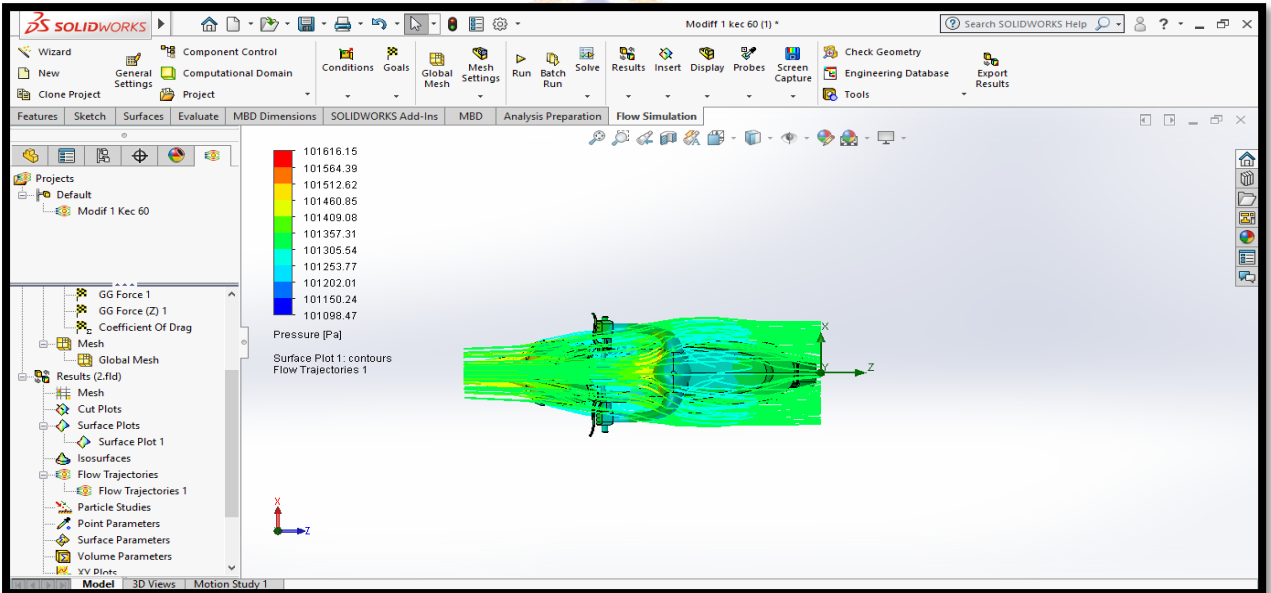 SOLIDWORKS
Modiff 1 kec 60 (1) *
Search SOLIDWORKS Help
?
Wizard
New
Clone Project
General Settings
Component Control
Computational Domain
Project
Conditions
Goals
Global Mesh
Mesh Settings
Run
Batch Run
Solve
Results
Insert
Display
Probes
Screen Capture
Check Geometry
Engineering Database
Tools
Export Results
Features Sketch Surfaces Evaluate MBD Dimensions SOLIDWORKS Add-Ins MBD Analysis Preparation Flow Simulation
Projects
Default
Modif 1 Kec 60
GG Force 1
GG Force (Z) 1
Coefficient Of Drag
Mesh
Global Mesh
Results (2.fld)
Mesh
Cut Plots
Surface Plots
Surface Plot 1
Isosurfaces
Flow Trajectories
Flow Trajectories 1
Particle Studies
Point Parameters
Surface Parameters
Volume Parameters
XY Plots
101616.15
101564.39
101512.62
101460.85
101409.08
101357.31
101305.54
101253.77
101202.01
101150.24
101098.47
Pressure [Pa]
Surface Plot 1: contours
Flow Trajectories 1
X
Y
Z
X
Z
Model 3D Views Motion Study 1